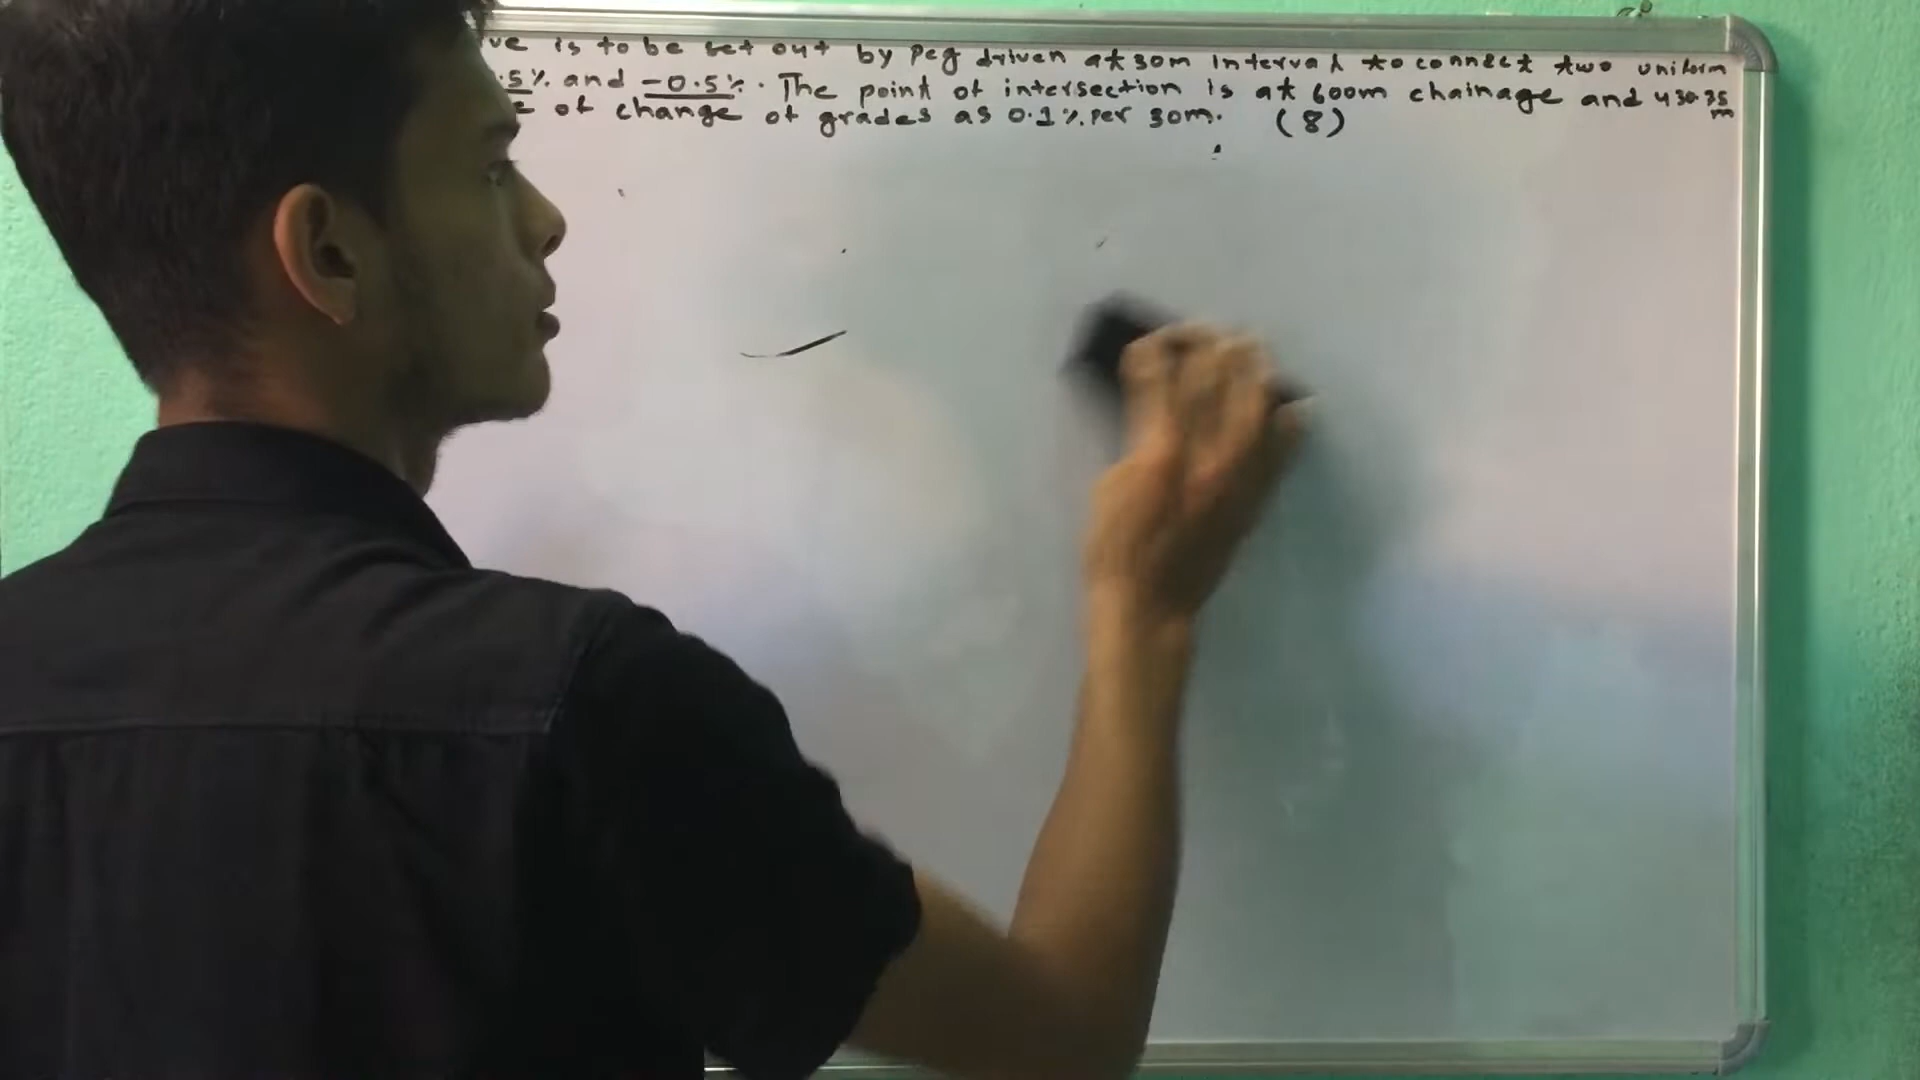 ve is to be set out by peg driven at 30m interval to connect two uniform
.5% and -0.5%. The point of intersection is at 600m chainage and 430.35 m
e of change of grades as 0.1% per 30m. (8)